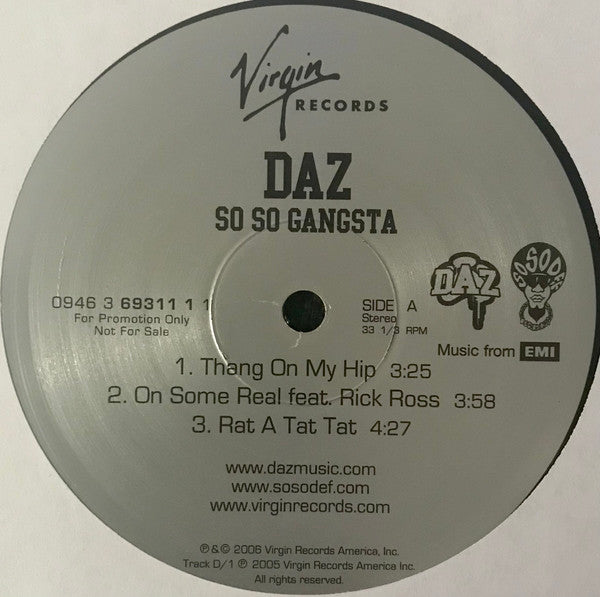 Virgin
RECORDS
DAZ
SO SO GANGSTA
0946 3 69311 1 1
For Promotion Only
Not For Sale
SIDE A
Stereo
33 1/3 RPM
DAZ
SO SO DEF
Music from EMI
1. Thang On My Hip 3:25
2. On Some Real feat. Rick Ross 3:58
3. Rat A Tat Tat 4:27
www.dazmusic.com
www.sosodef.com
www.virginrecords.com
℗ & © 2006 Virgin Records America, Inc.
Track D/1 ℗ 2005 Virgin Records America, Inc.
All rights reserved.